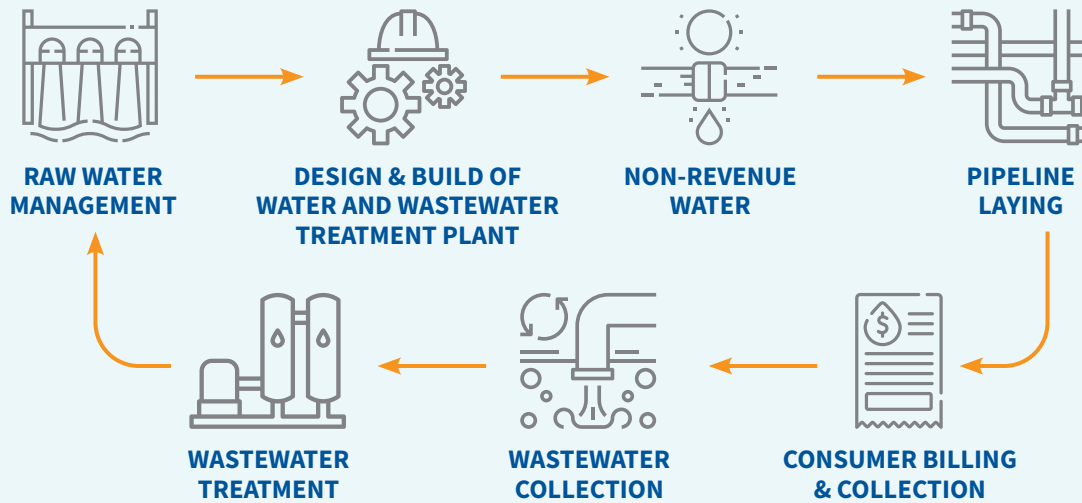 RAW WATER
MANAGEMENT
DESIGN & BUILD OF
WATER AND WASTEWATER
TREATMENT PLANT
NON-REVENUE
WATER
PIPELINE
LAYING
$
CONSUMER BILLING
& COLLECTION
WASTEWATER
COLLECTION
WASTEWATER
TREATMENT